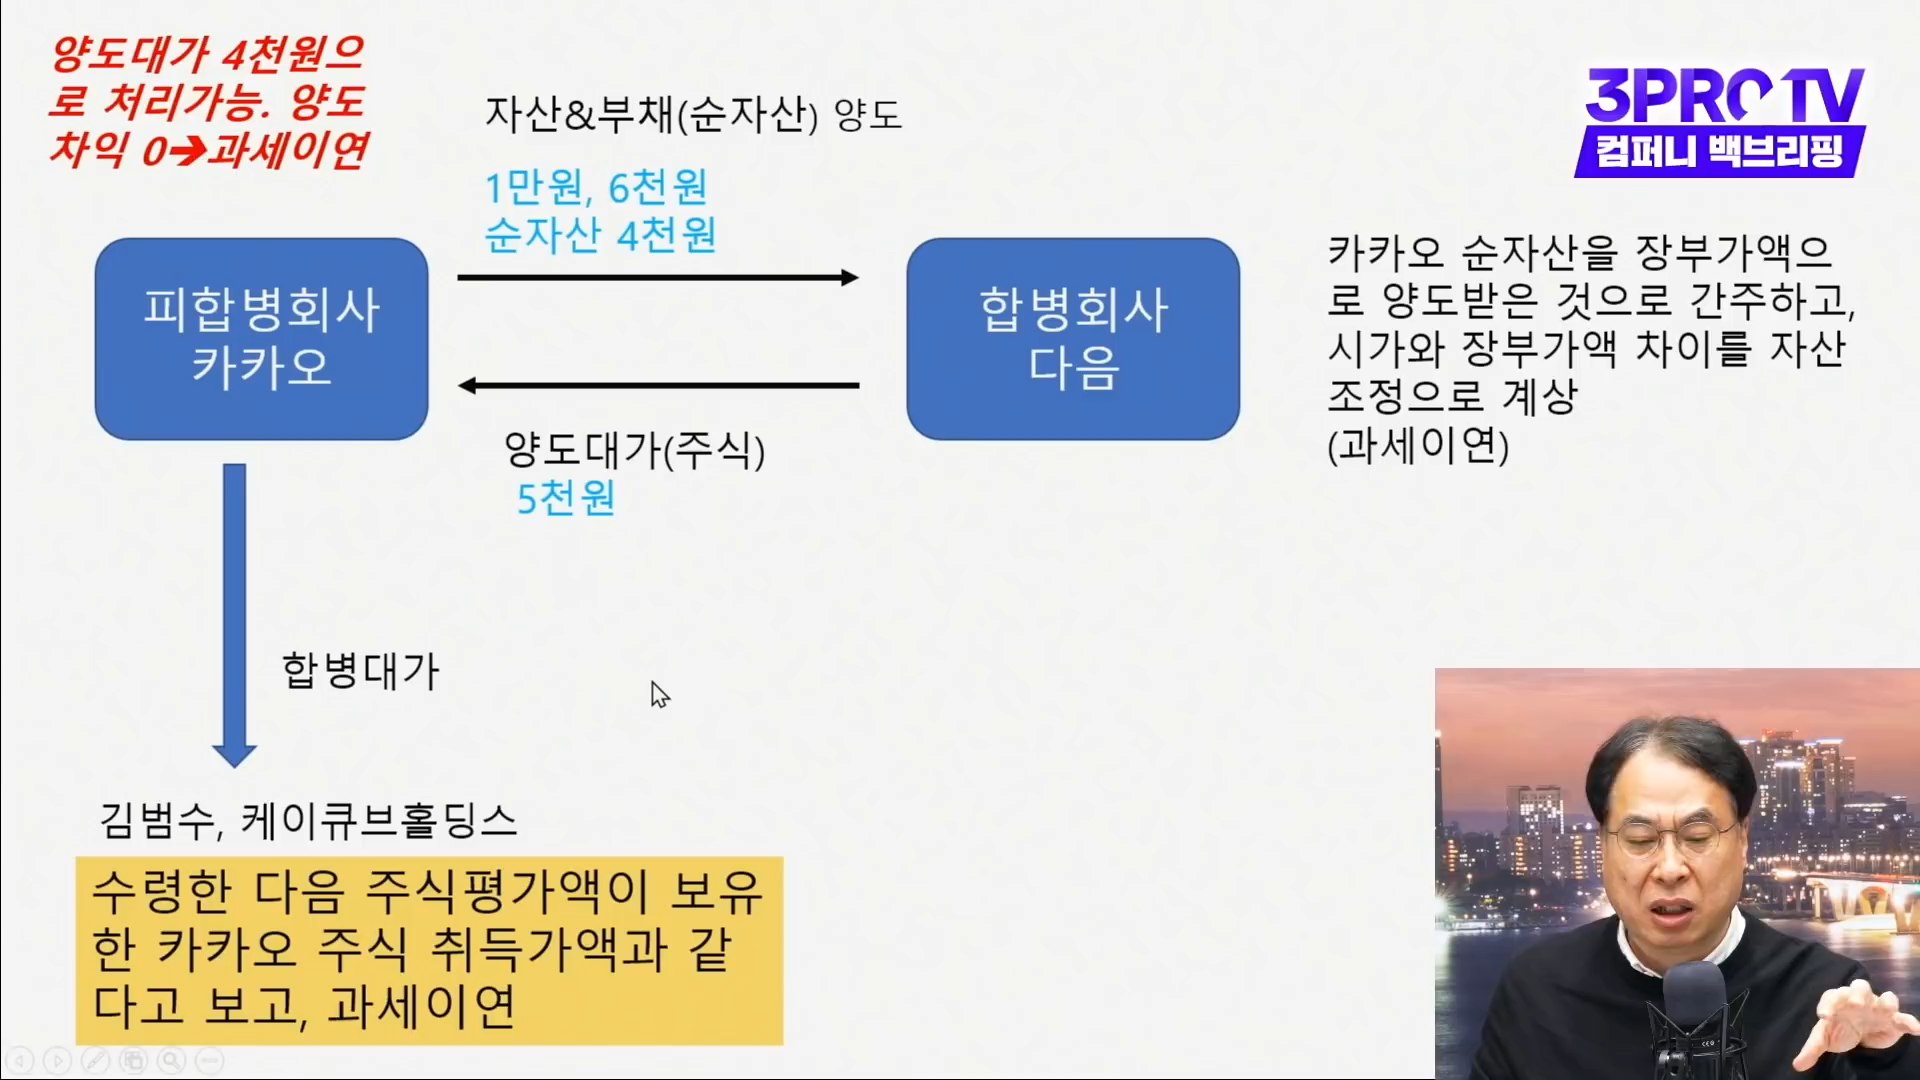 양도대가 4천원으
로 처리가능. 양도
차익 0➔과세이연
자산&부채(순자산) 양도
1만원, 6천원
순자산 4천원
3PRO TV
컴퍼니 백브리핑
피합병회사
카카오
합병회사
다음
카카오 순자산을 장부가액으
로 양도받은 것으로 간주하고,
시가와 장부가액 차이를 자산
조정으로 계상
(과세이연)
양도대가(주식)
5천원
합병대가
김범수, 케이큐브홀딩스
수령한 다음 주식평가액이 보유
한 카카오 주식 취득가액과 같
다고 보고, 과세이연